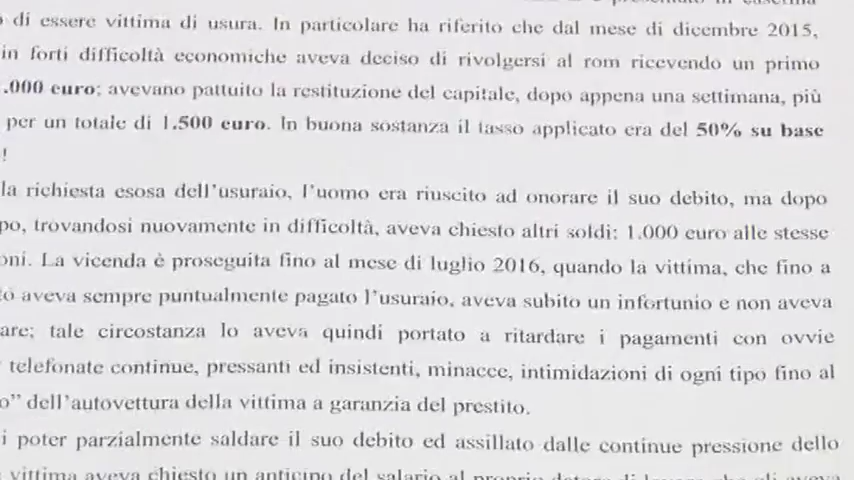 di essere vittima di usura. In particolare ha riferito che dal mese di dicembre 2015,
in forti difficoltà economiche aveva deciso di rivolgersi al rom ricevendo un primo
.000 euro; avevano pattuito la restituzione del capitale, dopo appena una settimana, più
per un totale di 1.500 euro. In buona sostanza il tasso applicato era del 50% su base
!
la richiesta esosa dell'usuraio, l'uomo era riuscito ad onorare il suo debito, ma dopo
po, trovandosi nuovamente in difficoltà, aveva chiesto altri soldi: 1.000 euro alle stesse
oni. La vicenda è proseguita fino al mese di luglio 2016, quando la vittima, che fino a
to aveva sempre puntualmente pagato l'usuraio, aveva subito un infortunio e non aveva
are; tale circostanza lo aveva quindi portato a ritardare i pagamenti con ovvie
telefonate continue, pressanti ed insistenti, minacce, intimidazioni di ogni tipo fino al
o" dell'autovettura della vittima a garanzia del prestito.
i poter parzialmente saldare il suo debito ed assillato dalle continue pressione dello
vittima aveva chiesto un anticipo del salario al proprio